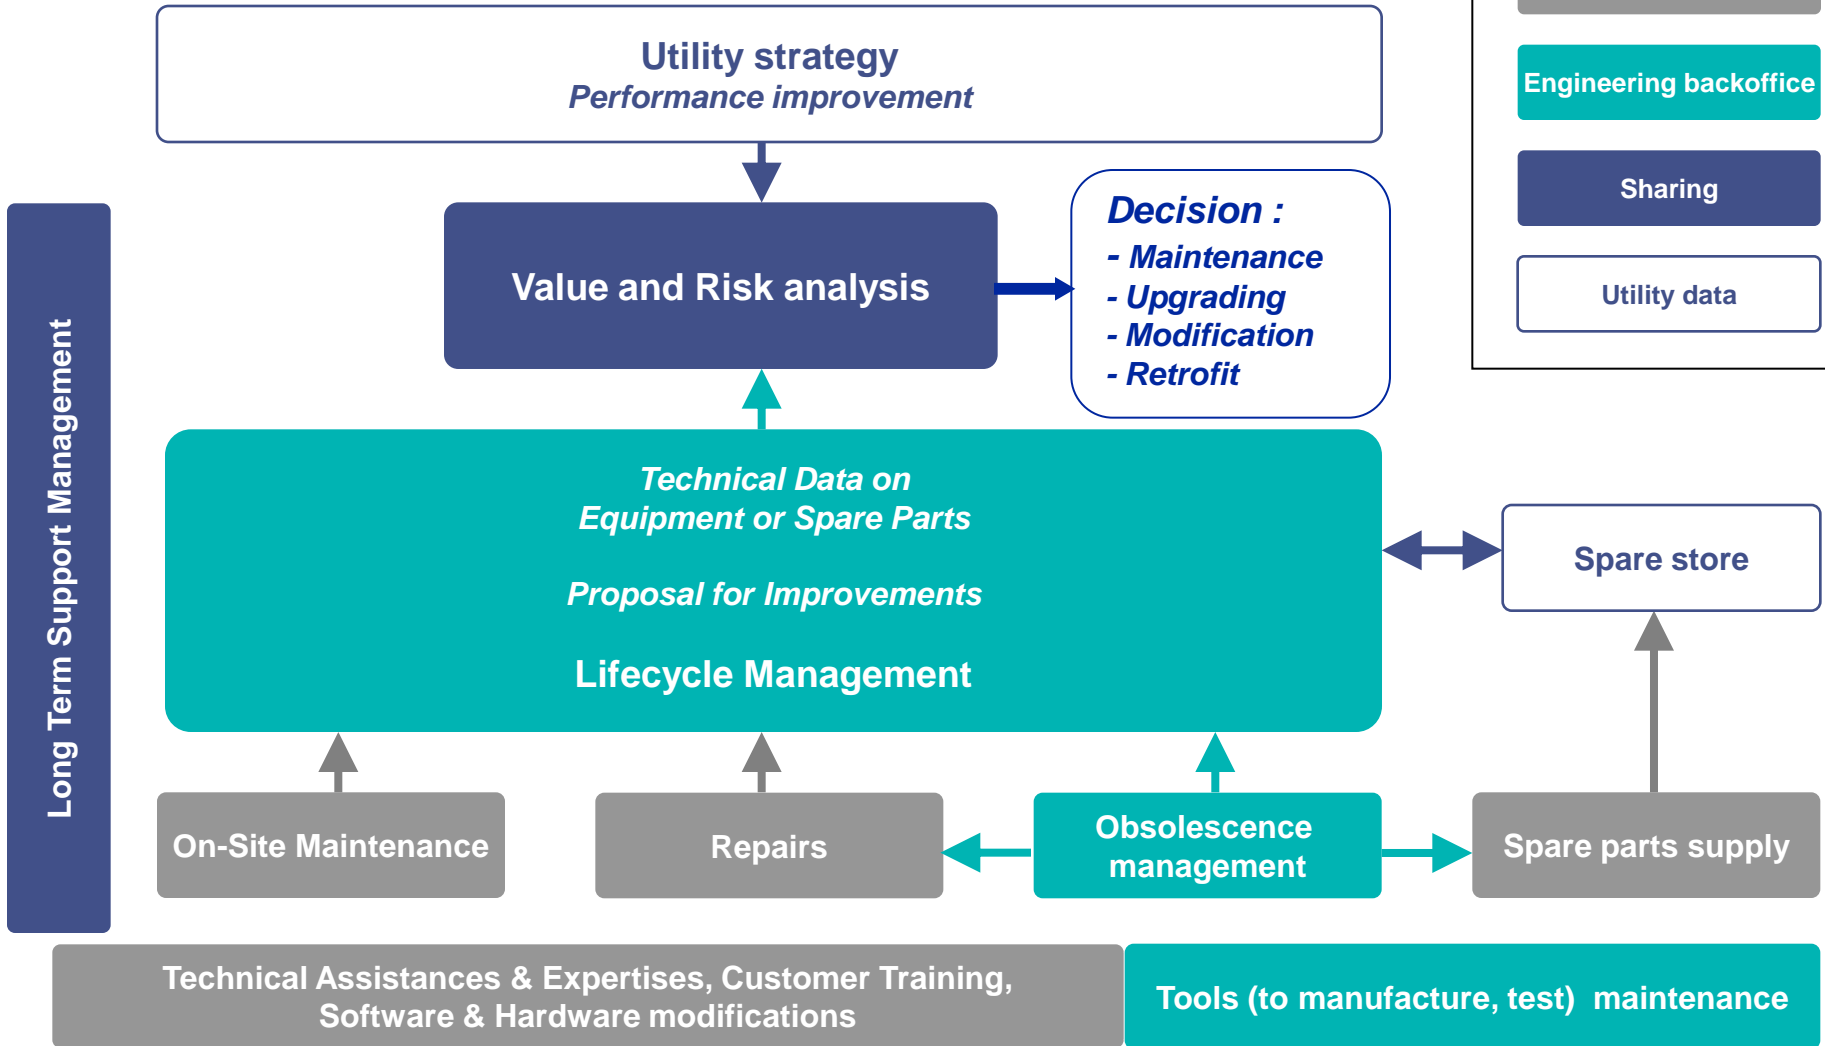 Utility strategy
Performance improvement
Engineering backoffice
Sharing
Utility data
Value and Risk analysis
Decision :
- Maintenance
- Upgrading
- Modification
- Retrofit
Long Term Support Management
Technical Data on
Equipment or Spare Parts
Proposal for Improvements
Lifecycle Management
Spare store
On-Site Maintenance
Repairs
Obsolescence
management
Spare parts supply
Technical Assistances & Expertises, Customer Training,
Software & Hardware modifications
Tools (to manufacture, test)  maintenance